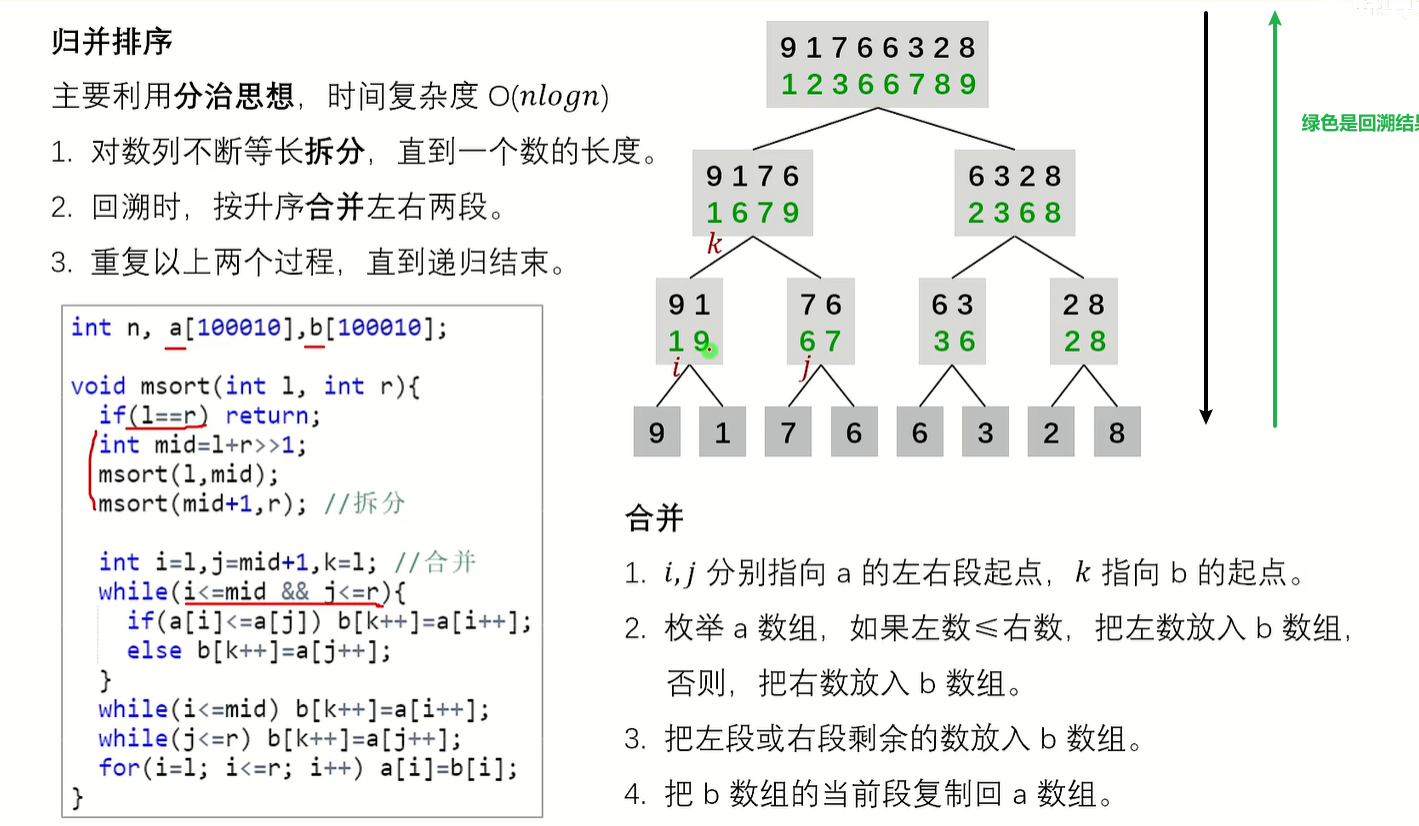 归并排序
主要利用分治思想，时间复杂度 O(nlogn)
1. 对数列不断等长拆分，直到一个数的长度。
2. 回溯时，按升序合并左右两段。
3. 重复以上两个过程，直到递归结束。
int n, a[100010],b[100010];
void msort(int l, int r){
if(l==r) return;
int mid=l+r>>1;
msort(l,mid);
msort(mid+1,r); //拆分
int i=l,j=mid+1,k=l; //合并
while(i<=mid && j<=r){
if(a[i]<=a[j]) b[k++]=a[i++];
else b[k++]=a[j++];
}
while(i<=mid) b[k++]=a[i++];
while(j<=r) b[k++]=a[j++];
for(i=l; i<=r; i++) a[i]=b[i];
}
9 1 7 6 6 3 2 8
1 2 3 6 6 7 8 9
绿色是回溯结
9 1 7 6
1 6 7 9
k
6 3 2 8
2 3 6 8
9 1
1 9
i
7 6
6 7
j
6 3
3 6
2 8
2 8
9 1 7 6 6 3 2 8
合并
1. i,j 分别指向 a 的左右段起点，k 指向 b 的起点。
2. 枚举 a 数组，如果左数≤右数，把左数放入 b 数组，
否则，把右数放入 b 数组。
3. 把左段或右段剩余的数放入 b 数组。
4. 把 b 数组的当前段复制回 a 数组。